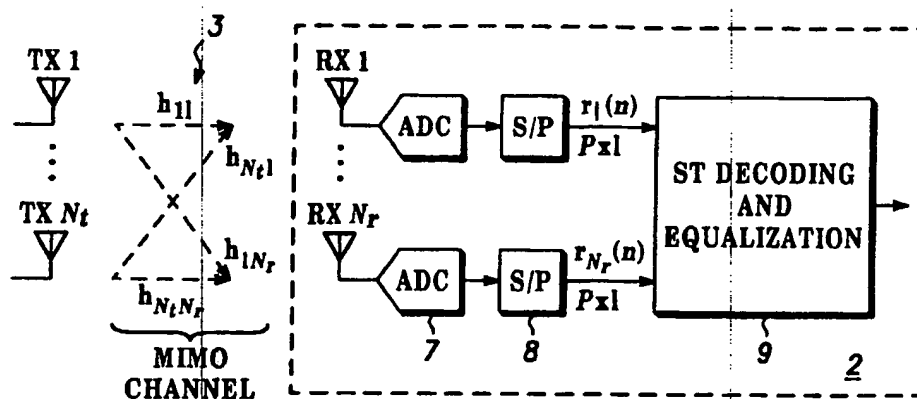 3
TX 1
RX 1
h11
ADC
S/P
r1(n)
Px1
hNt1
ST DECODING
AND
EQUALIZATION
TX Nt
RX Nr
h1Nr
hNtNr
ADC
S/P
rNr(n)
Px1
7
8
9
2
MIMO
CHANNEL